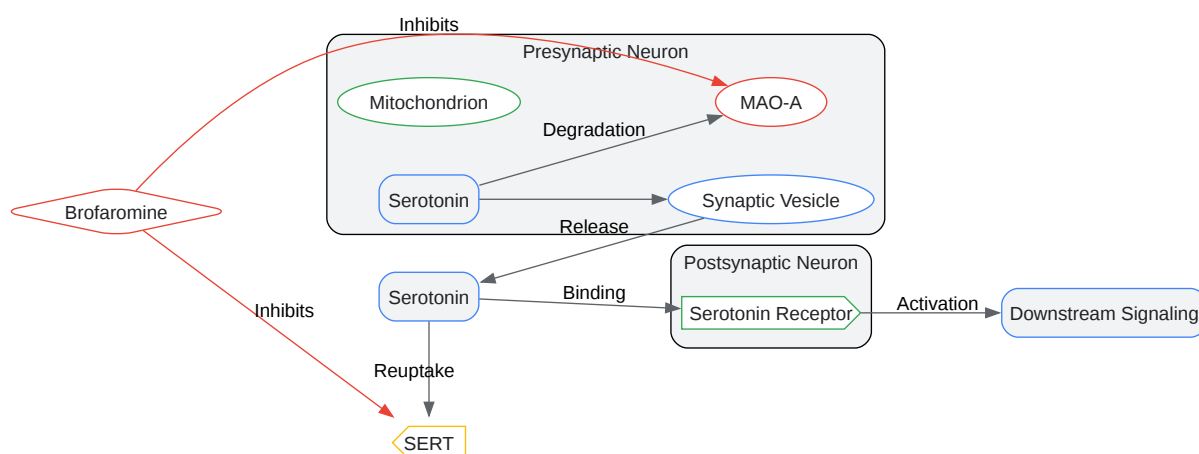 Inhibits
Presynaptic Neuron
Mitochondrion
MAO-A
Degradation
Serotonin
Synaptic Vesicle
Brofaromine
Release
Postsynaptic Neuron
Serotonin
Binding
Serotonin Receptor
Activation
Downstream Signaling
Inhibits
Reuptake
SERT